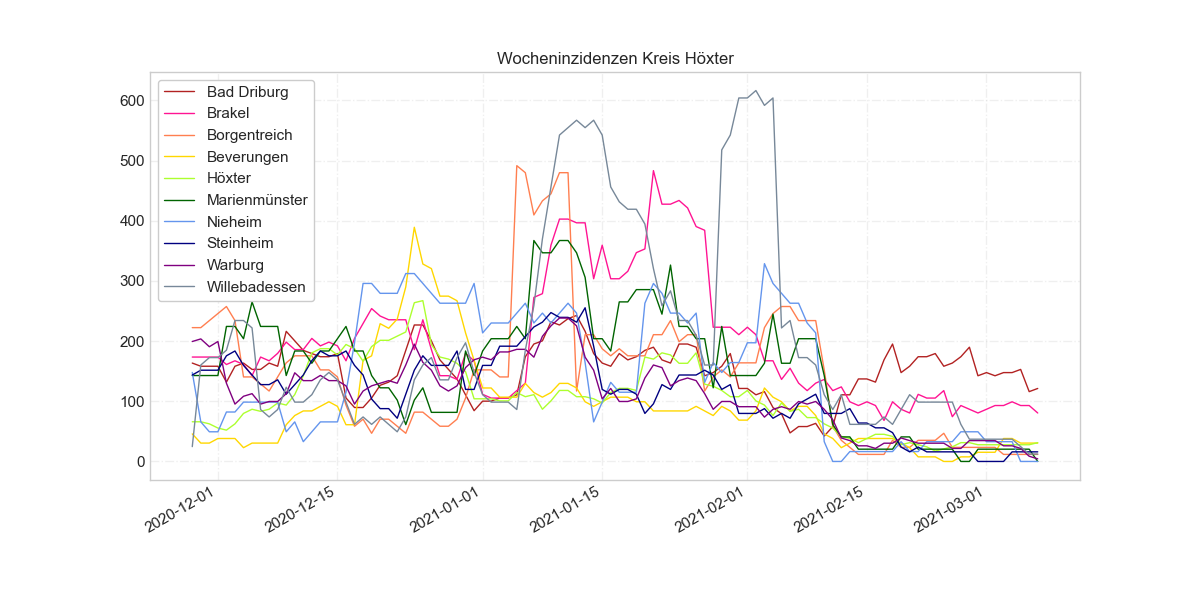 Wocheninzidenzen Kreis Höxter
600
500
400
300
200
100
0
Bad Driburg
Brakel
Borgentreich
Beverungen
Höxter
Marienmünster
Nieheim
Steinheim
Warburg
Willebadessen
2020-12-01
2020-12-15
2021-01-01
2021-01-15
2021-02-01
2021-02-15
2021-03-01